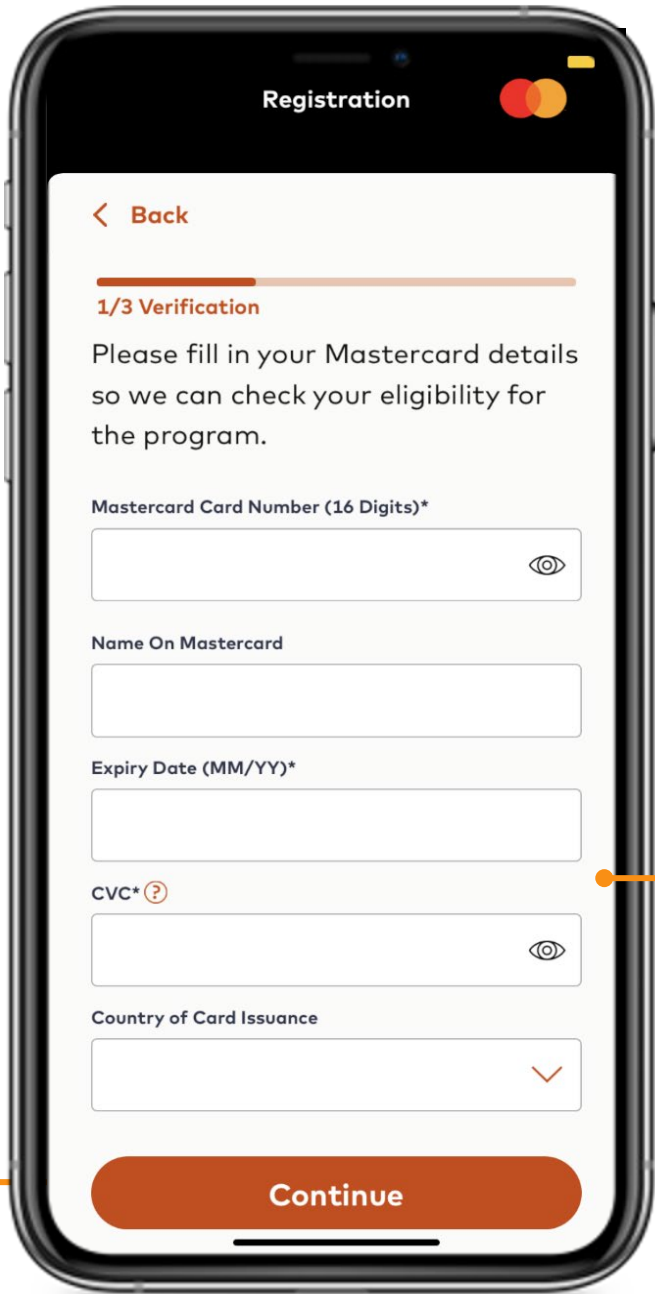 Registration
Back
1/3 Verification
Please fill in your Mastercard details
so we can check your eligibility for
the program.
Mastercard Card Number (16 Digits)*
Name On Mastercard
Expiry Date (MM/YY)*
CVC* ?
Country of Card Issuance
Continue